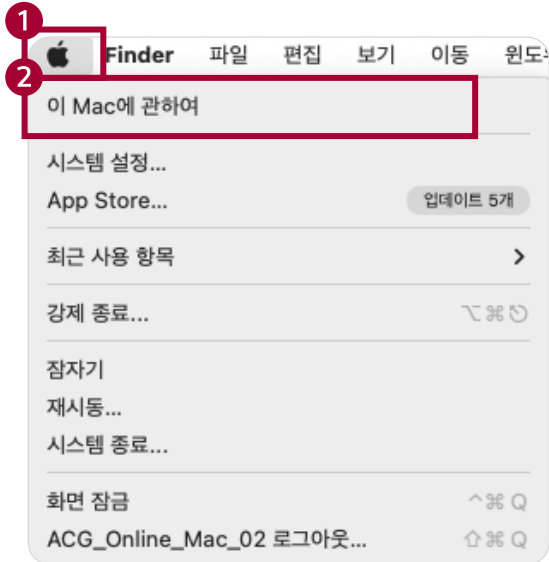 1
Finder 파일 편집 보기 이동 윈도
2
이 Mac에 관하여
시스템 설정...
App Store... 업데이트 5개
최근 사용 항목
강제 종료... ⌥⌘⎋
잠자기
재시동...
시스템 종료...
화면 잠금 ^⌘Q
ACG_Online_Mac_02 로그아웃... ⇧⌘Q